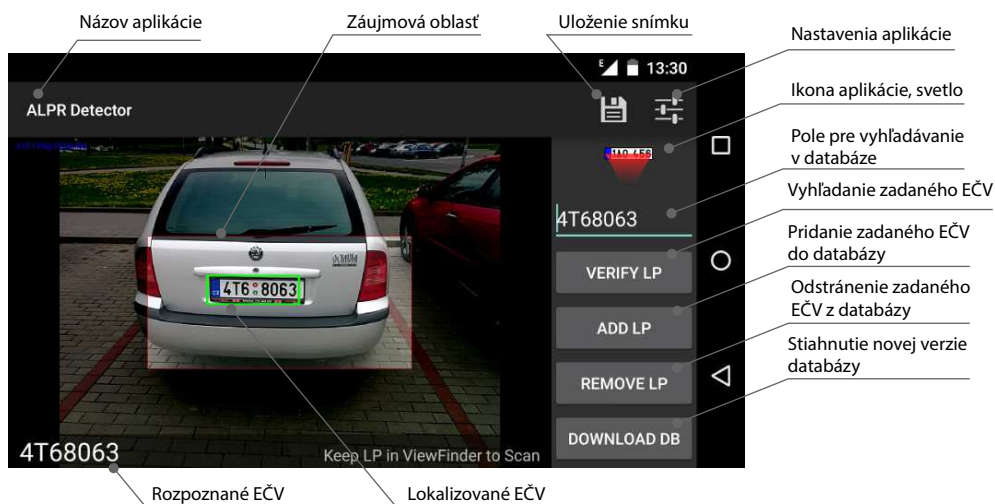 Názov aplikácie
Záujmová oblasť
Uloženie snímku
Nastavenia aplikácie
13:30
Ikona aplikácie, svetlo
ALPR Detector
Pole pre vyhľadávanie
v databáze
Vyhľadanie zadaného EČV
4T68063
Pridanie zadaného EČV
do databázy
VERIFY LP
4T6 8063
Odstránenie zadaného
EČV z databázy
ADD LP
Stiahnutie novej verzie
databázy
REMOVE LP
DOWNLOAD DB
4T68063
Keep LP in ViewFinder to Scan
Rozpoznané EČV
Lokalizované EČV